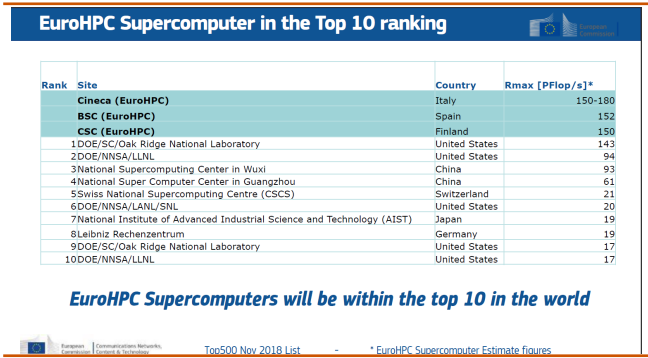 EuroHPC Supercomputer in the Top 10 ranking
European
Commission
Rank Site Country Rmax [PFlop/s]*
Cineca (EuroHPC) Italy 150-180
BSC (EuroHPC) Spain 152
CSC (EuroHPC) Finland 150
1 DOE/SC/Oak Ridge National Laboratory United States 143
2 DOE/NNSA/LLNL United States 94
3 National Supercomputing Center in Wuxi China 93
4 National Super Computer Center in Guangzhou China 61
5 Swiss National Supercomputing Centre (CSCS) Switzerland 21
6 DOE/NNSA/LANL/SNL United States 20
7 National Institute of Advanced Industrial Science and Technology (AIST) Japan 19
8 Leibniz Rechenzentrum Germany 19
9 DOE/SC/Oak Ridge National Laboratory United States 17
10 DOE/NNSA/LLNL United States 17
EuroHPC Supercomputers will be within the top 10 in the world
European Communications Networks,
Commission Content & Technology
Top500 Nov 2018 List - * EuroHPC Supercomputer Estimate figures